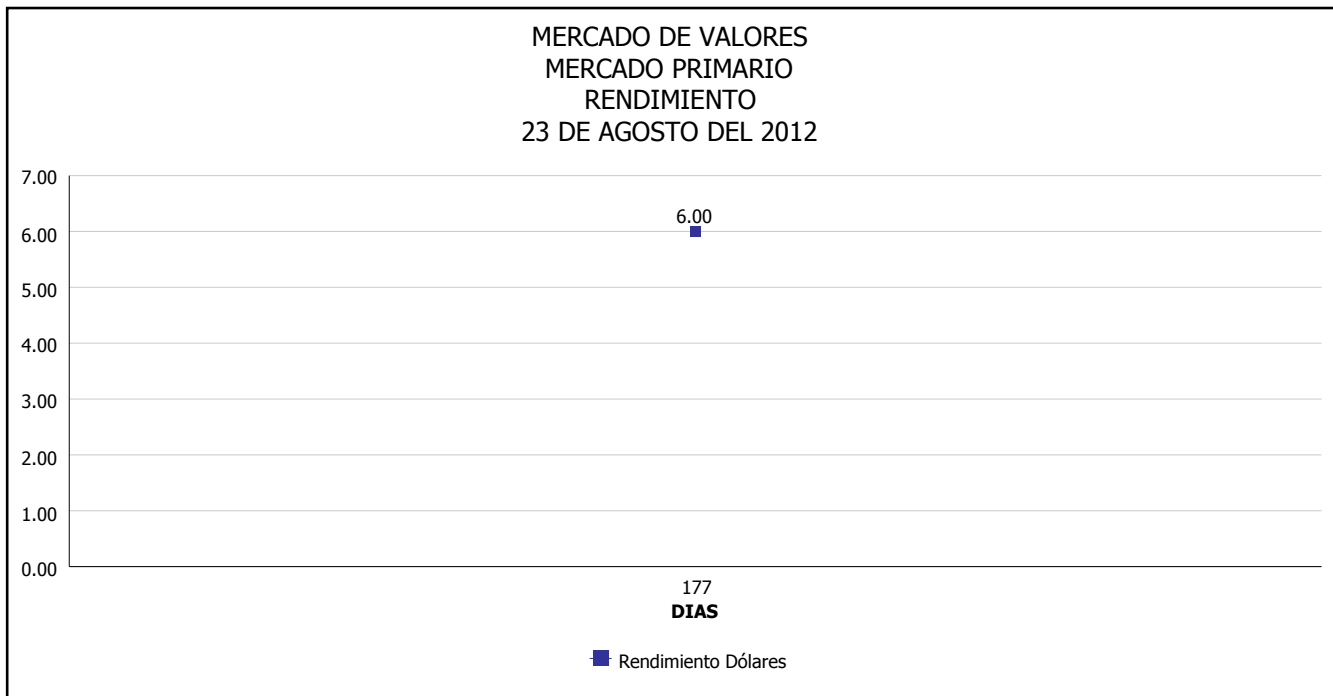 MERCADO DE VALORES
MERCADO PRIMARIO
RENDIMIENTO
23 DE AGOSTO DEL 2012
7.00
6.00
6.00
5.00
4.00
3.00
2.00
1.00
0.00
177
DIAS
Rendimiento Dólares